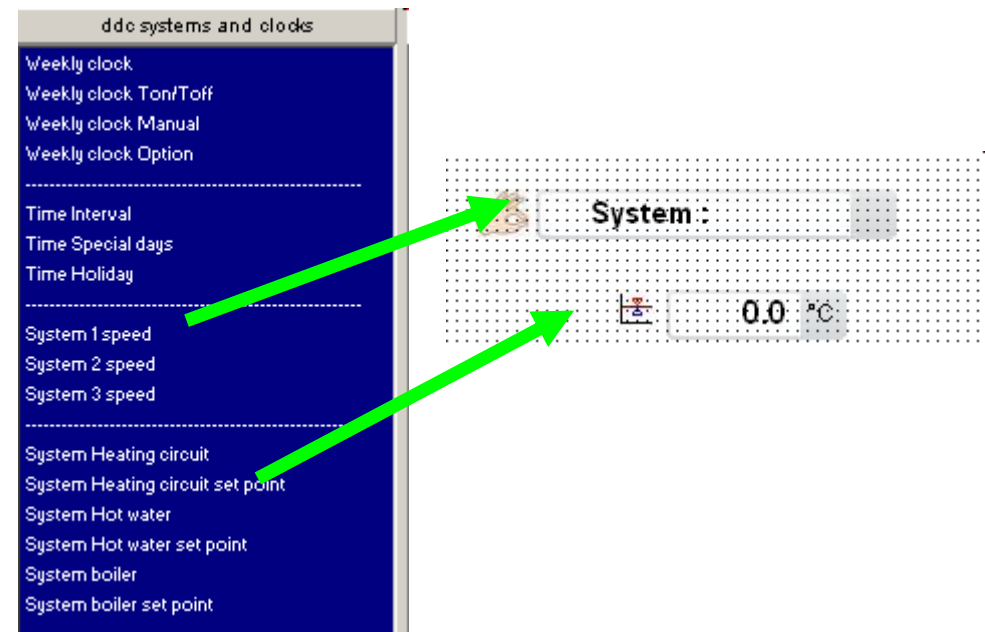 ddc systems and clocks
Weekly clock
Weekly clock Ton/Toff
Weekly clock Manual
Weekly clock Option
Time Interval
Time Special days
Time Holiday
System 1 speed
System 2 speed
System 3 speed
System Heating circuit
System Heating circuit set point
System Hot water
System Hot water set point
System boiler
System boiler set point
System :
0.0 °C